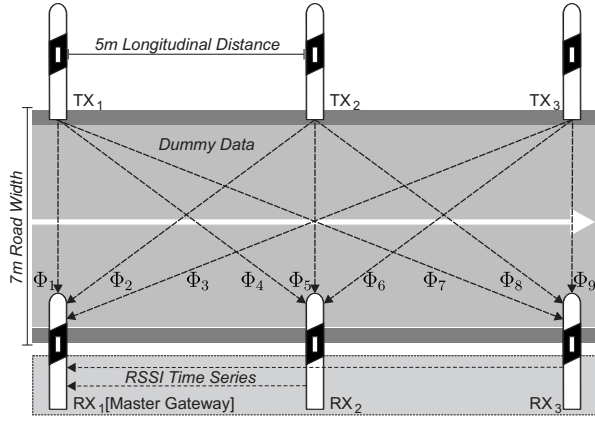 5m Longitudinal Distance
TX1 TX2 TX3
Dummy Data
7m Road Width
Φ1 Φ2 Φ3 Φ4 Φ5 Φ6 Φ7 Φ8 Φ9
RSSI Time Series
RX1[Master Gateway] RX2 RX3